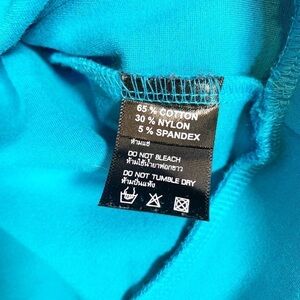 65 % COTTON
30 % NYLON
5 % SPANDEX
ห้ามแช่
DO NOT BLEACH
ห้ามใช้น้ำยาฟอกขาว
DO NOT TUMBLE DRY
ห้ามปั่นแห้ง